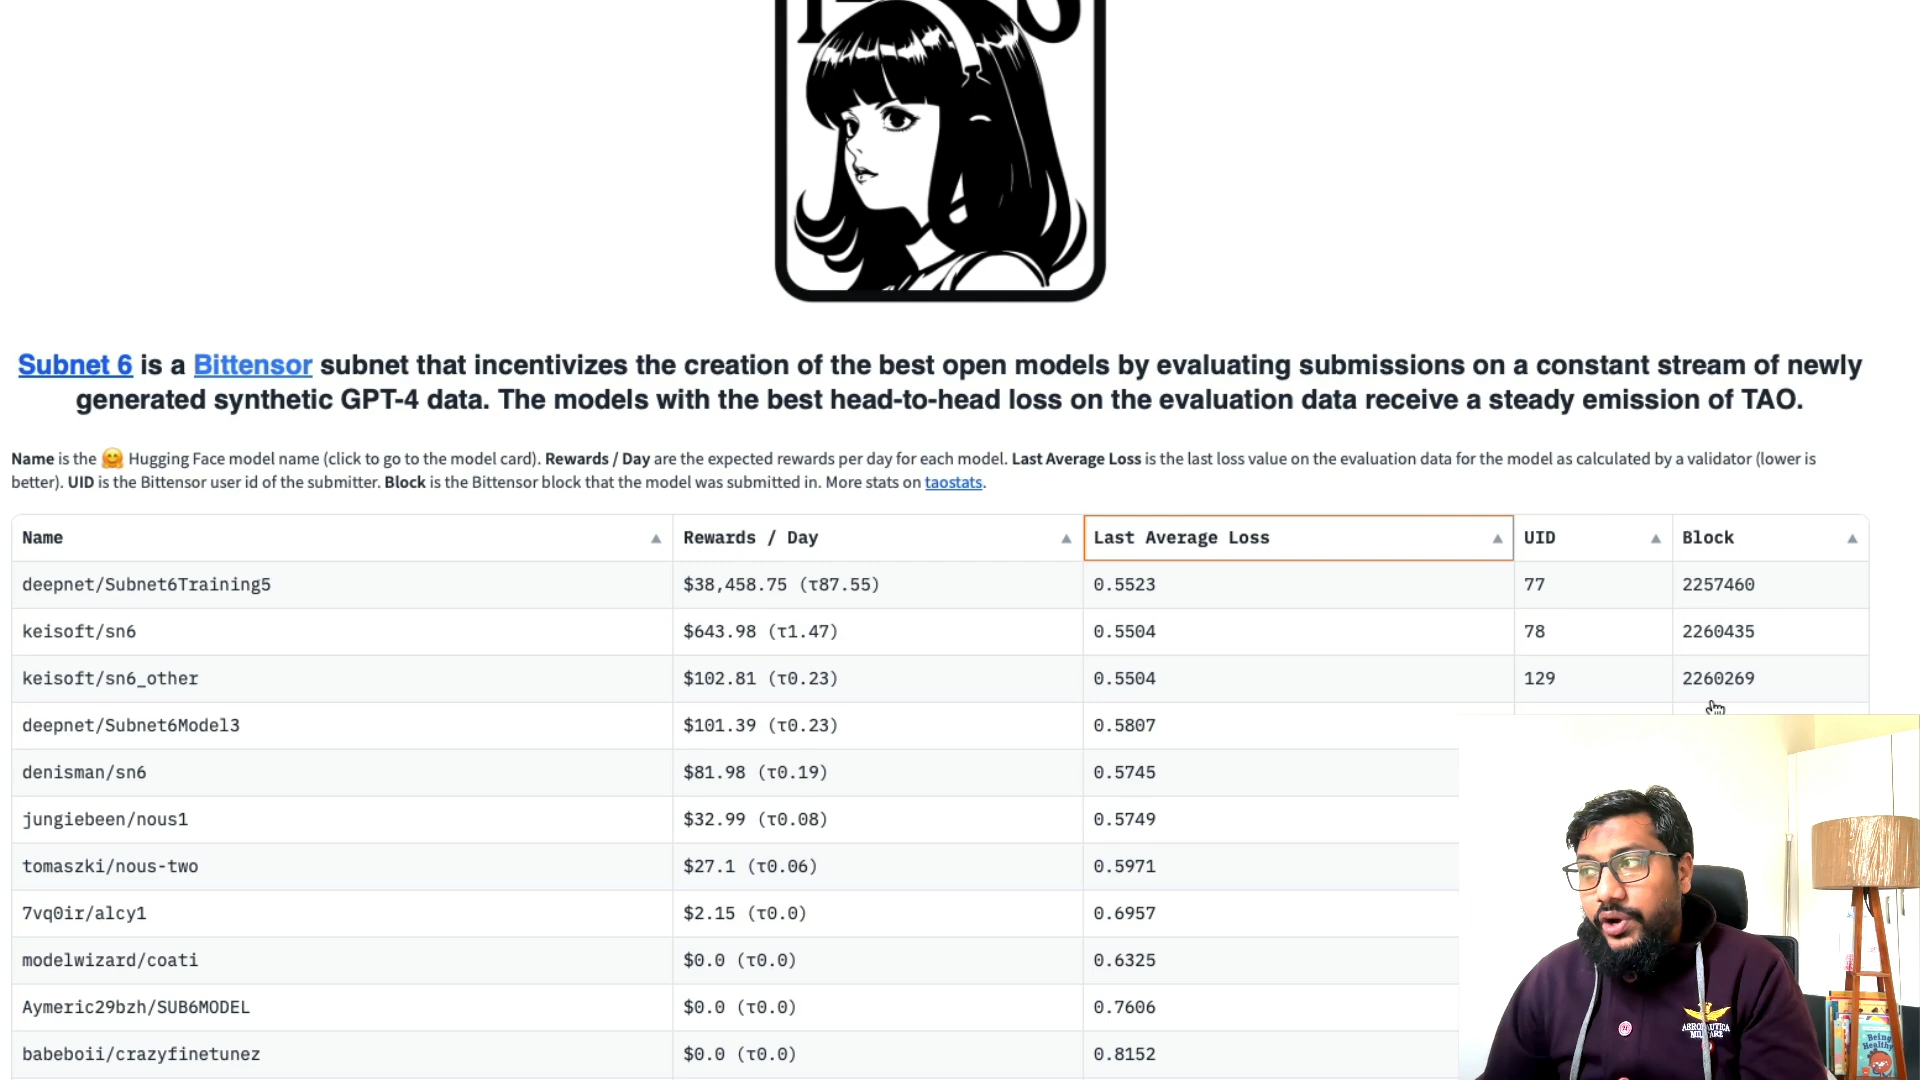 Subnet 6 is a Bittensor subnet that incentivizes the creation of the best open models by evaluating submissions on a constant stream of newly
generated synthetic GPT-4 data. The models with the best head-to-head loss on the evaluation data receive a steady emission of TAO.
Name is the 🤗 Hugging Face model name (click to go to the model card). Rewards / Day are the expected rewards per day for each model. Last Average Loss is the last loss value on the evaluation data for the model as calculated by a validator (lower is
better). UID is the Bittensor user id of the submitter. Block is the Bittensor block that the model was submitted in. More stats on taostats.
Name Rewards / Day Last Average Loss UID Block
deepnet/Subnet6Training5 $38,458.75 (τ87.55) 0.5523 77 2257460
keisoft/sn6 $643.98 (τ1.47) 0.5504 78 2260435
keisoft/sn6_other $102.81 (τ0.23) 0.5504 129 2260269
deepnet/Subnet6Model3 $101.39 (τ0.23) 0.5807
denisman/sn6 $81.98 (τ0.19) 0.5745
jungiebeen/nous1 $32.99 (τ0.08) 0.5749
tomaszki/nous-two $27.1 (τ0.06) 0.5971
7vq0ir/alcy1 $2.15 (τ0.0) 0.6957
modelwizard/coati $0.0 (τ0.0) 0.6325
Aymeric29bzh/SUB6MODEL $0.0 (τ0.0) 0.7606
babeboii/crazyfinetunez $0.0 (τ0.0) 0.8152
Being
Healthy